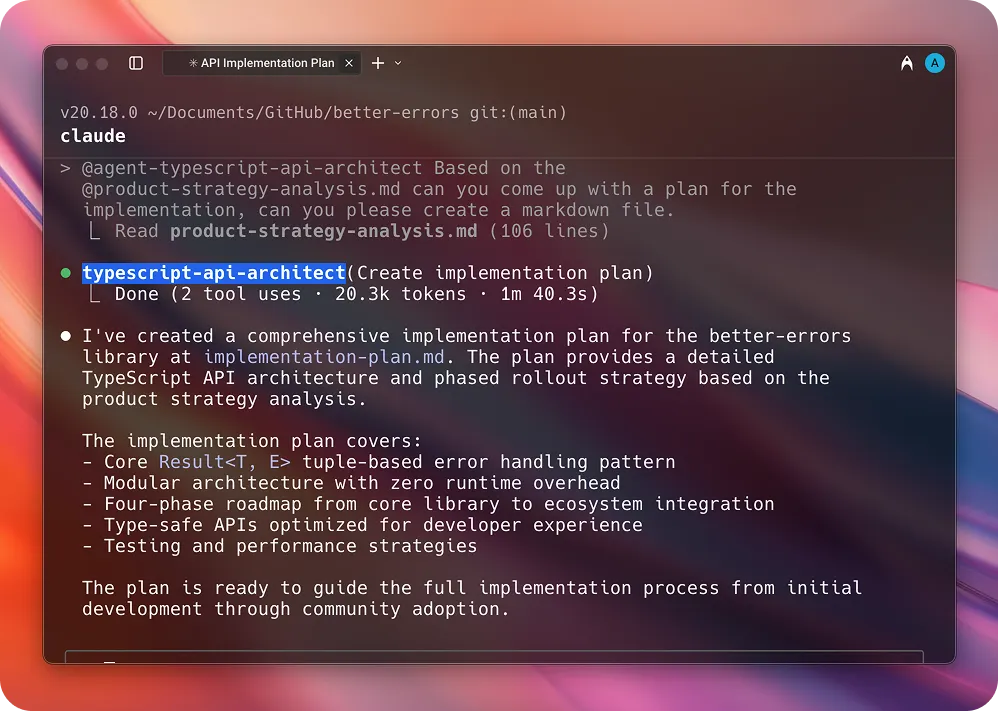 ✳ API Implementation Plan
A
v20.18.0 ~/Documents/GitHub/better-errors git:(main)
claude
> @agent-typescript-api-architect Based on the
@product-strategy-analysis.md can you come up with a plan for the
implementation, can you please create a markdown file.
⎿ Read product-strategy-analysis.md (106 lines)
● typescript-api-architect(Create implementation plan)
⎿ Done (2 tool uses · 20.3k tokens · 1m 40.3s)
● I've created a comprehensive implementation plan for the better-errors
library at implementation-plan.md. The plan provides a detailed
TypeScript API architecture and phased rollout strategy based on the
product strategy analysis.
The implementation plan covers:
- Core Result<T, E> tuple-based error handling pattern
- Modular architecture with zero runtime overhead
- Four-phase roadmap from core library to ecosystem integration
- Type-safe APIs optimized for developer experience
- Testing and performance strategies
The plan is ready to guide the full implementation process from initial
development through community adoption.